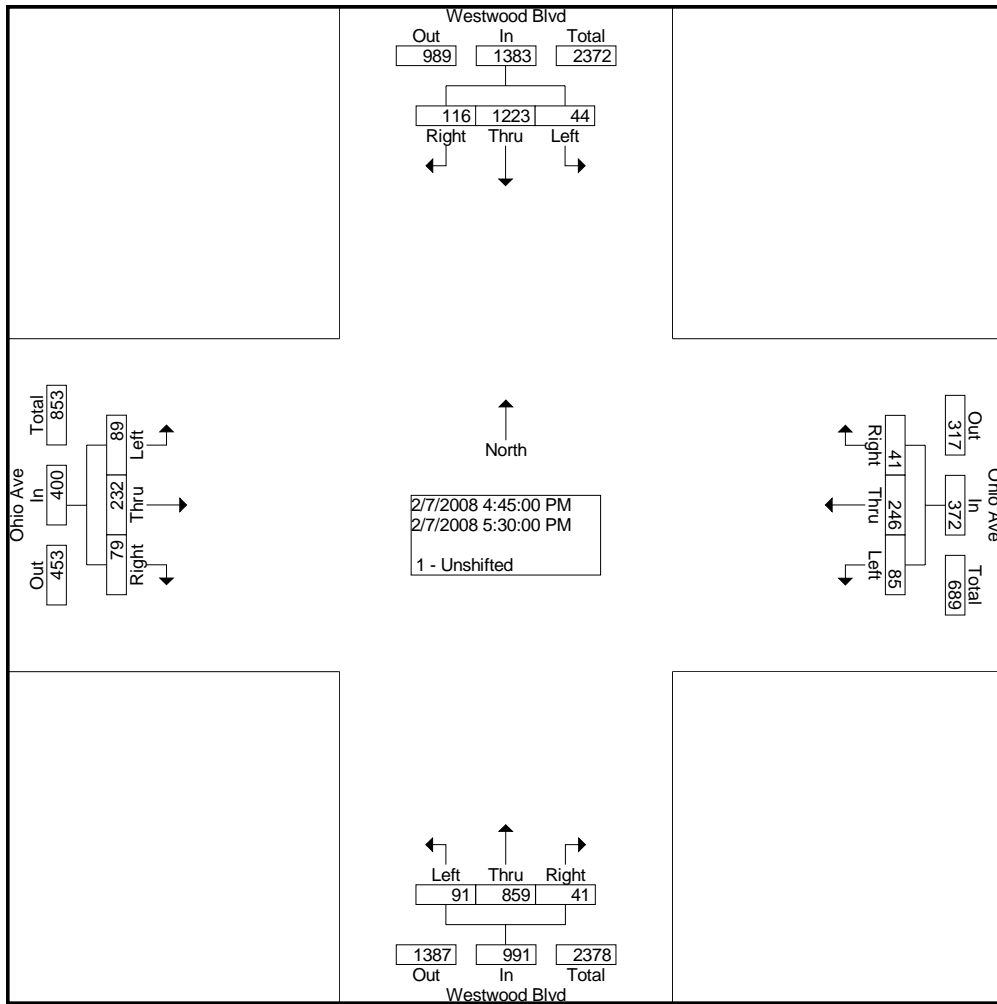 Westwood Blvd
Out In Total
989 1383 2372
116 1223 44
Right Thru Left
Ohio Ave
Total In Out
853 400 453
89 232 79
Left Thru Right
North
2/7/2008 4:45:00 PM
2/7/2008 5:30:00 PM
1 - Unshifted
Right Thru Left
41 246 85
Out In Total
317 372 689
Ohio Ave
Left Thru Right
91 859 41
1387 991 2378
Out In Total
Westwood Blvd